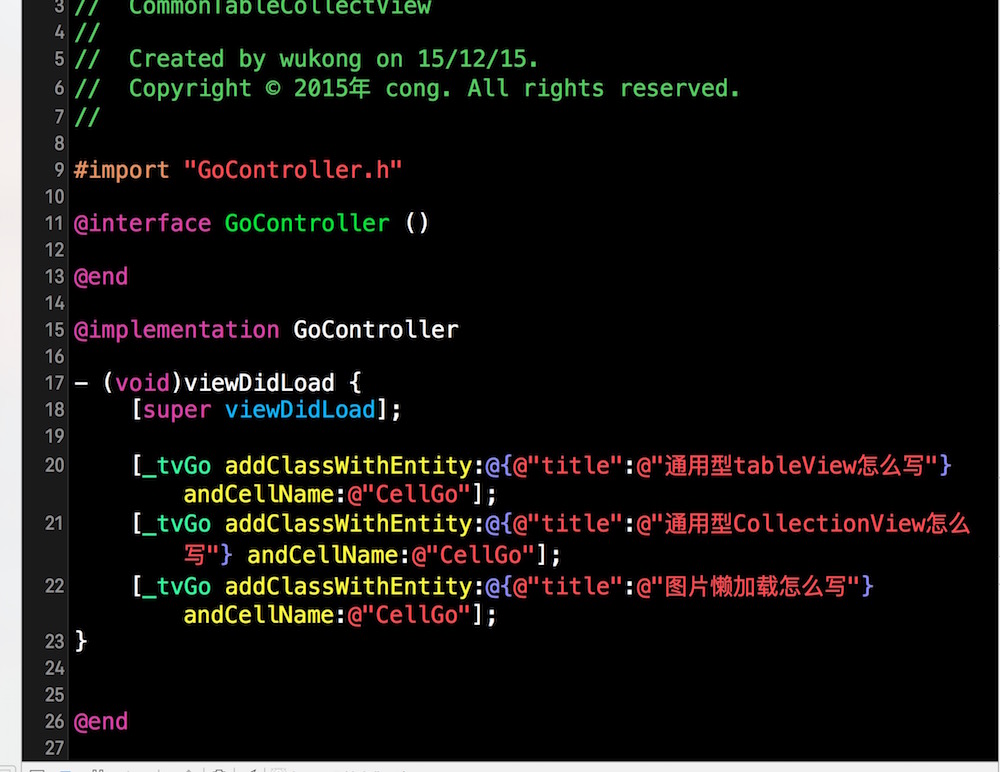 3 //  CommonTableCollectView
4 //
5 //  Created by wukong on 15/12/15.
6 //  Copyright © 2015年 cong. All rights reserved.
7 //
8
9 #import "GoController.h"
10
11 @interface GoController ()
12
13 @end
14
15 @implementation GoController
16
17 - (void)viewDidLoad {
18     [super viewDidLoad];
19
20     [_tvGo addClassWithEntity:@{@"title":@"通用型tableView怎么写"}
        andCellName:@"CellGo"];
21     [_tvGo addClassWithEntity:@{@"title":@"通用型CollectionView怎么
        写"} andCellName:@"CellGo"];
22     [_tvGo addClassWithEntity:@{@"title":@"图片懒加载怎么写"}
        andCellName:@"CellGo"];
23 }
24
25
26 @end
27